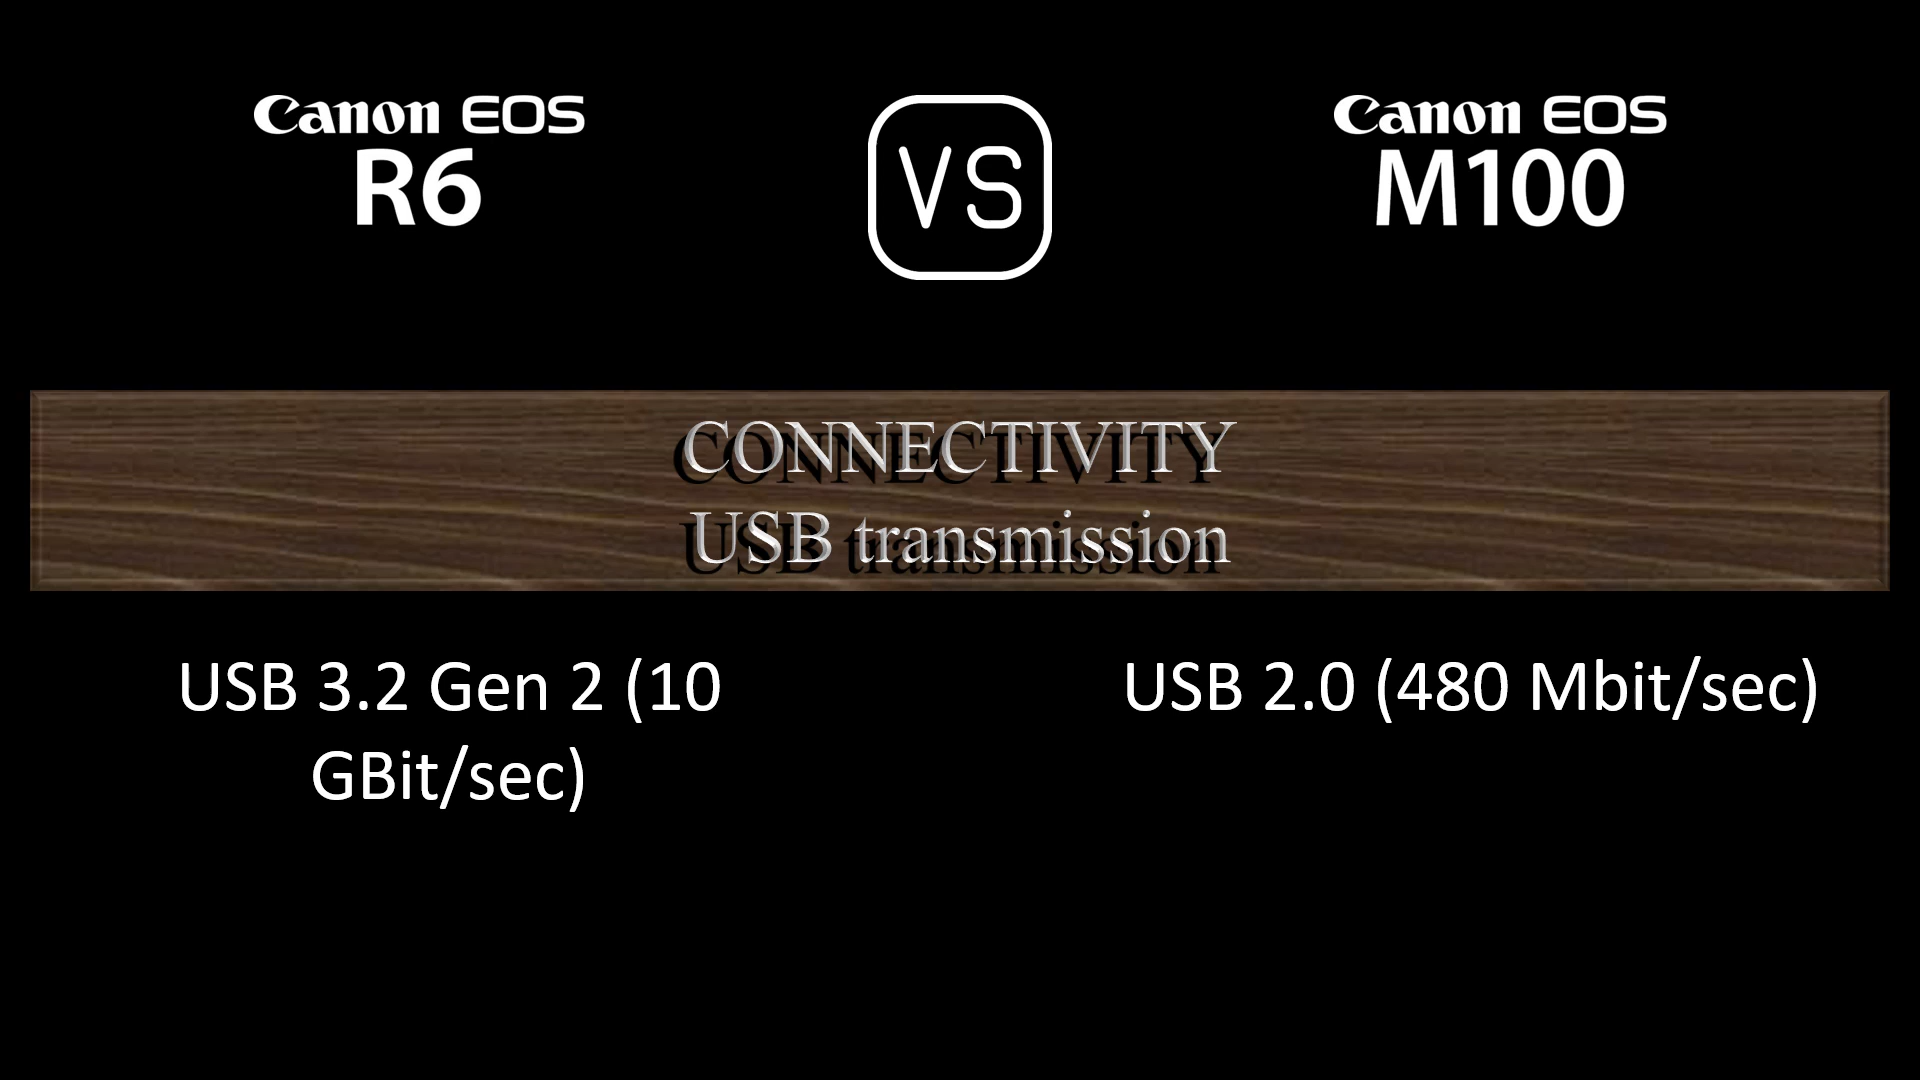 Canon EOS
R6
VS
Canon EOS
M100
CONNECTIVITY
USB transmission
USB 3.2 Gen 2 (10
GBit/sec)
USB 2.0 (480 Mbit/sec)